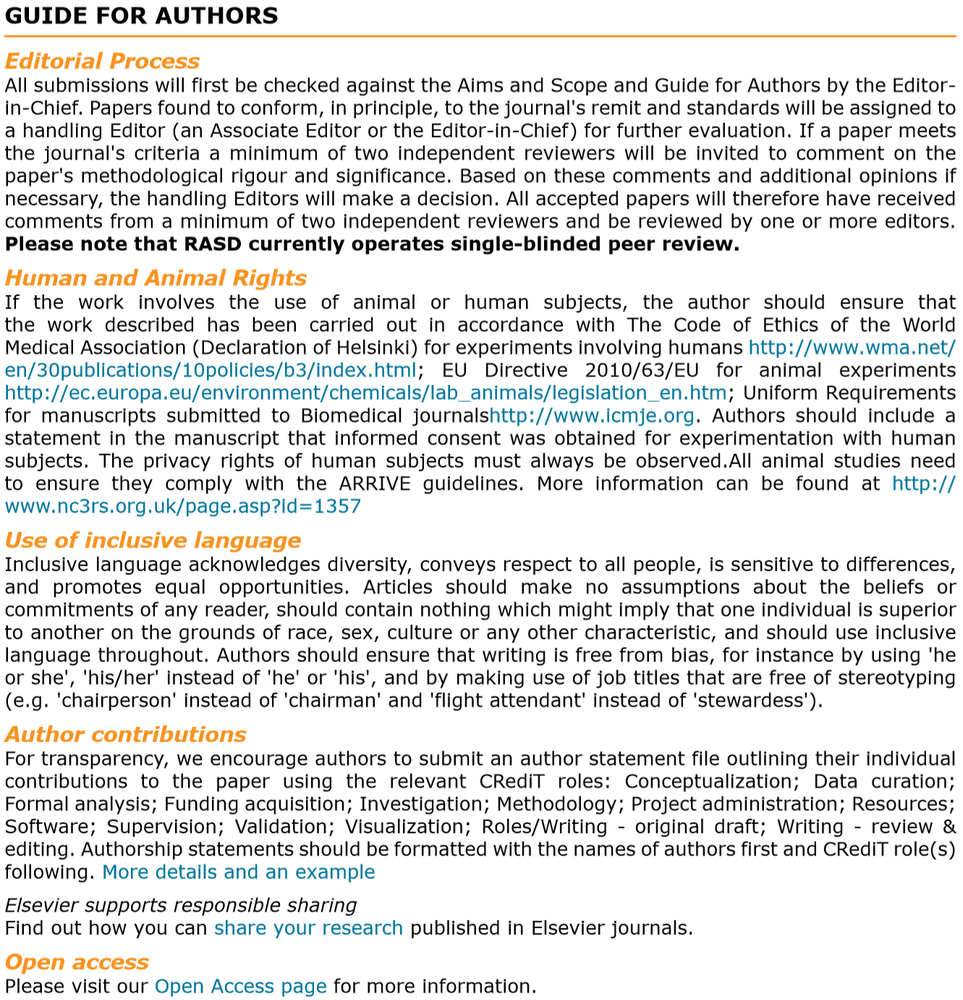 GUIDE FOR AUTHORS
Editorial Process
All submissions will first be checked against the Aims and Scope and Guide for Authors by the Editor-
in-Chief. Papers found to conform, in principle, to the journal's remit and standards will be assigned to
a handling Editor (an Associate Editor or the Editor-in-Chief) for further evaluation. If a paper meets
the journal's criteria a minimum of two independent reviewers will be invited to comment on the
paper's methodological rigour and significance. Based on these comments and additional opinions if
necessary, the handling Editors will make a decision. All accepted papers will therefore have received
comments from a minimum of two independent reviewers and be reviewed by one or more editors.
Please note that RASD currently operates single-blinded peer review.
Human and Animal Rights
If the work involves the use of animal or human subjects, the author should ensure that
the work described has been carried out in accordance with The Code of Ethics of the World
Medical Association (Declaration of Helsinki) for experiments involving humans http://www.wma.net/
en/30publications/10policies/b3/index.html; EU Directive 2010/63/EU for animal experiments
http://ec.europa.eu/environment/chemicals/lab_animals/legislation_en.htm; Uniform Requirements
for manuscripts submitted to Biomedical journalshttp://www.icmje.org. Authors should include a
statement in the manuscript that informed consent was obtained for experimentation with human
subjects. The privacy rights of human subjects must always be observed.All animal studies need
to ensure they comply with the ARRIVE guidelines. More information can be found at http://
www.nc3rs.org.uk/page.asp?id=1357
Use of inclusive language
Inclusive language acknowledges diversity, conveys respect to all people, is sensitive to differences,
and promotes equal opportunities. Articles should make no assumptions about the beliefs or
commitments of any reader, should contain nothing which might imply that one individual is superior
to another on the grounds of race, sex, culture or any other characteristic, and should use inclusive
language throughout. Authors should ensure that writing is free from bias, for instance by using 'he
or she', 'his/her' instead of 'he' or 'his', and by making use of job titles that are free of stereotyping
(e.g. 'chairperson' instead of 'chairman' and 'flight attendant' instead of 'stewardess').
Author contributions
For transparency, we encourage authors to submit an author statement file outlining their individual
contributions to the paper using the relevant CRediT roles: Conceptualization; Data curation;
Formal analysis; Funding acquisition; Investigation; Methodology; Project administration; Resources;
Software; Supervision; Validation; Visualization; Roles/Writing - original draft; Writing - review &
editing. Authorship statements should be formatted with the names of authors first and CRediT role(s)
following. More details and an example
Elsevier supports responsible sharing
Find out how you can share your research published in Elsevier journals.
Open access
Please visit our Open Access page for more information.